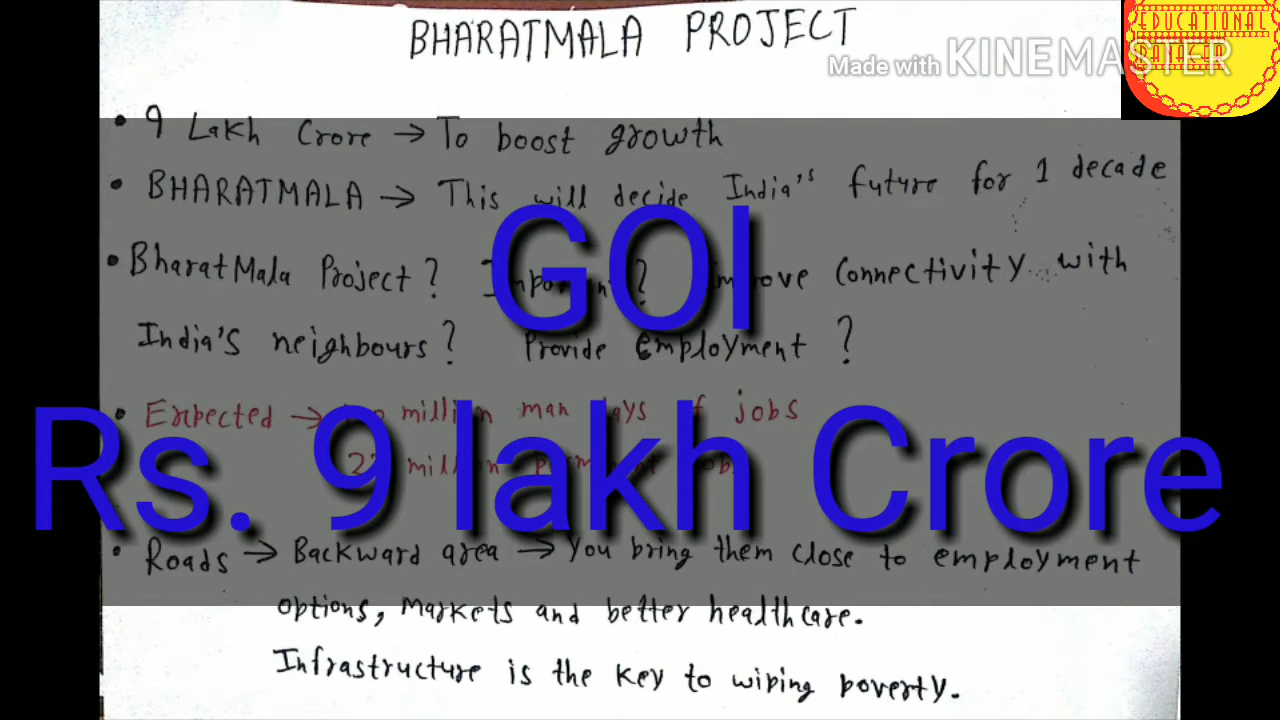 BHARATMALA PROJECT
EDUCATIONAL
Made with KINEMASTER
• 9 Lakh Crore → To boost growth
• BHARATMALA → This will decide India's future for 1 decade
• BharatMala Project? ? Improve Connectivity with
India's neighbours? Provide employment ?
GOI
• Expected → million man days of jobs
million
Rs. 9 lakh Crore
• Roads → Backward area → You bring them close to employment
options, markets and better healthcare.
Infrastructure is the key to wiping poverty.